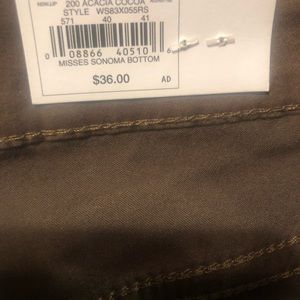 200 ACACIA COCOA
STYLE WS83X055RS
571 40 41
0 08866 40510 6
MISSES SONOMA BOTTOM
$36.00 AD